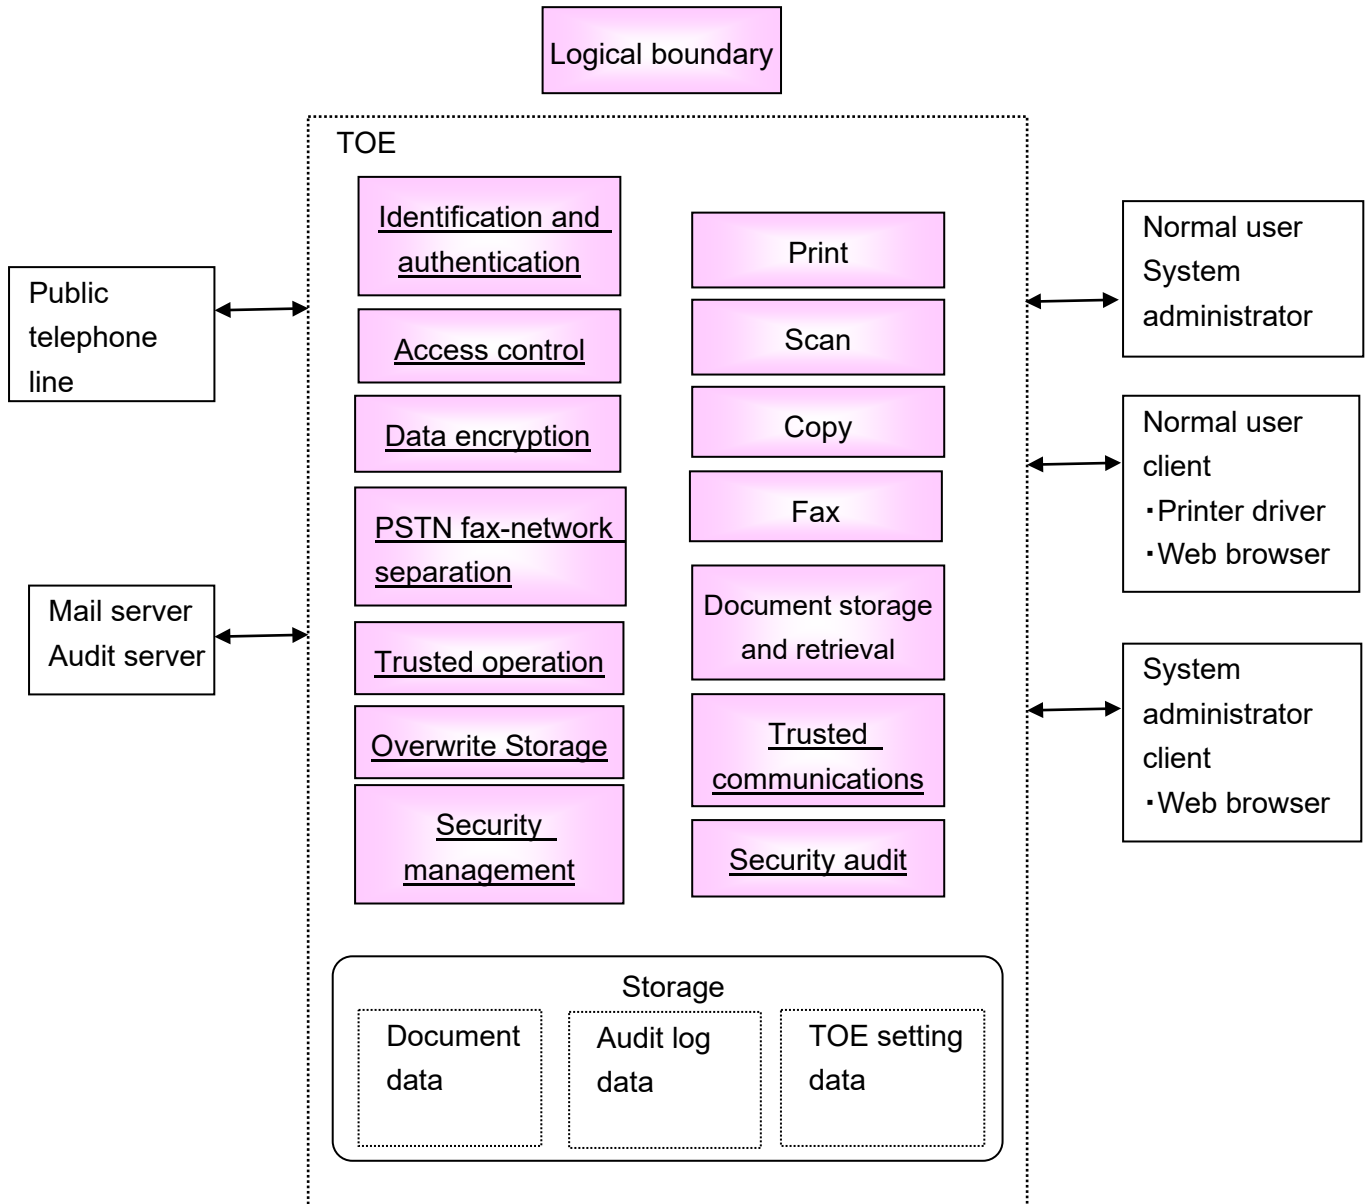 Logical boundary
TOE
Identification and
authentication
Access control
Data encryption
PSTN fax-network
separation
Trusted operation
Overwrite Storage
Security
management
Print
Scan
Copy
Fax
Document storage
and retrieval
Trusted
communications
Security audit
Public
telephone
line
Mail server
Audit server
Normal user
System
administrator
Normal user
client
・Printer driver
・Web browser
System
administrator
client
・Web browser
Storage
Document
data
Audit log
data
TOE setting
data